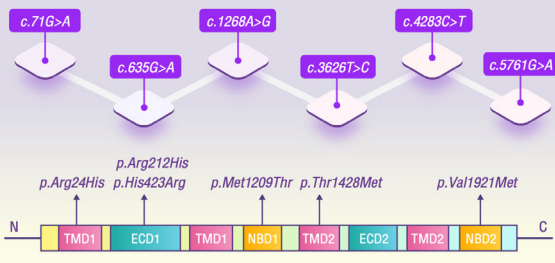 c.71G>A
c.635G>A
c.1268A>G
c.3626T>C
c.4283C>T
c.5761G>A
p.Arg24His
p.Arg212His
p.His423Arg
p.Met1209Thr
p.Thr1428Met
p.Val1921Met
N
TMD1
ECD1
TMD1
NBD1
TMD2
ECD2
TMD2
NBD2
C